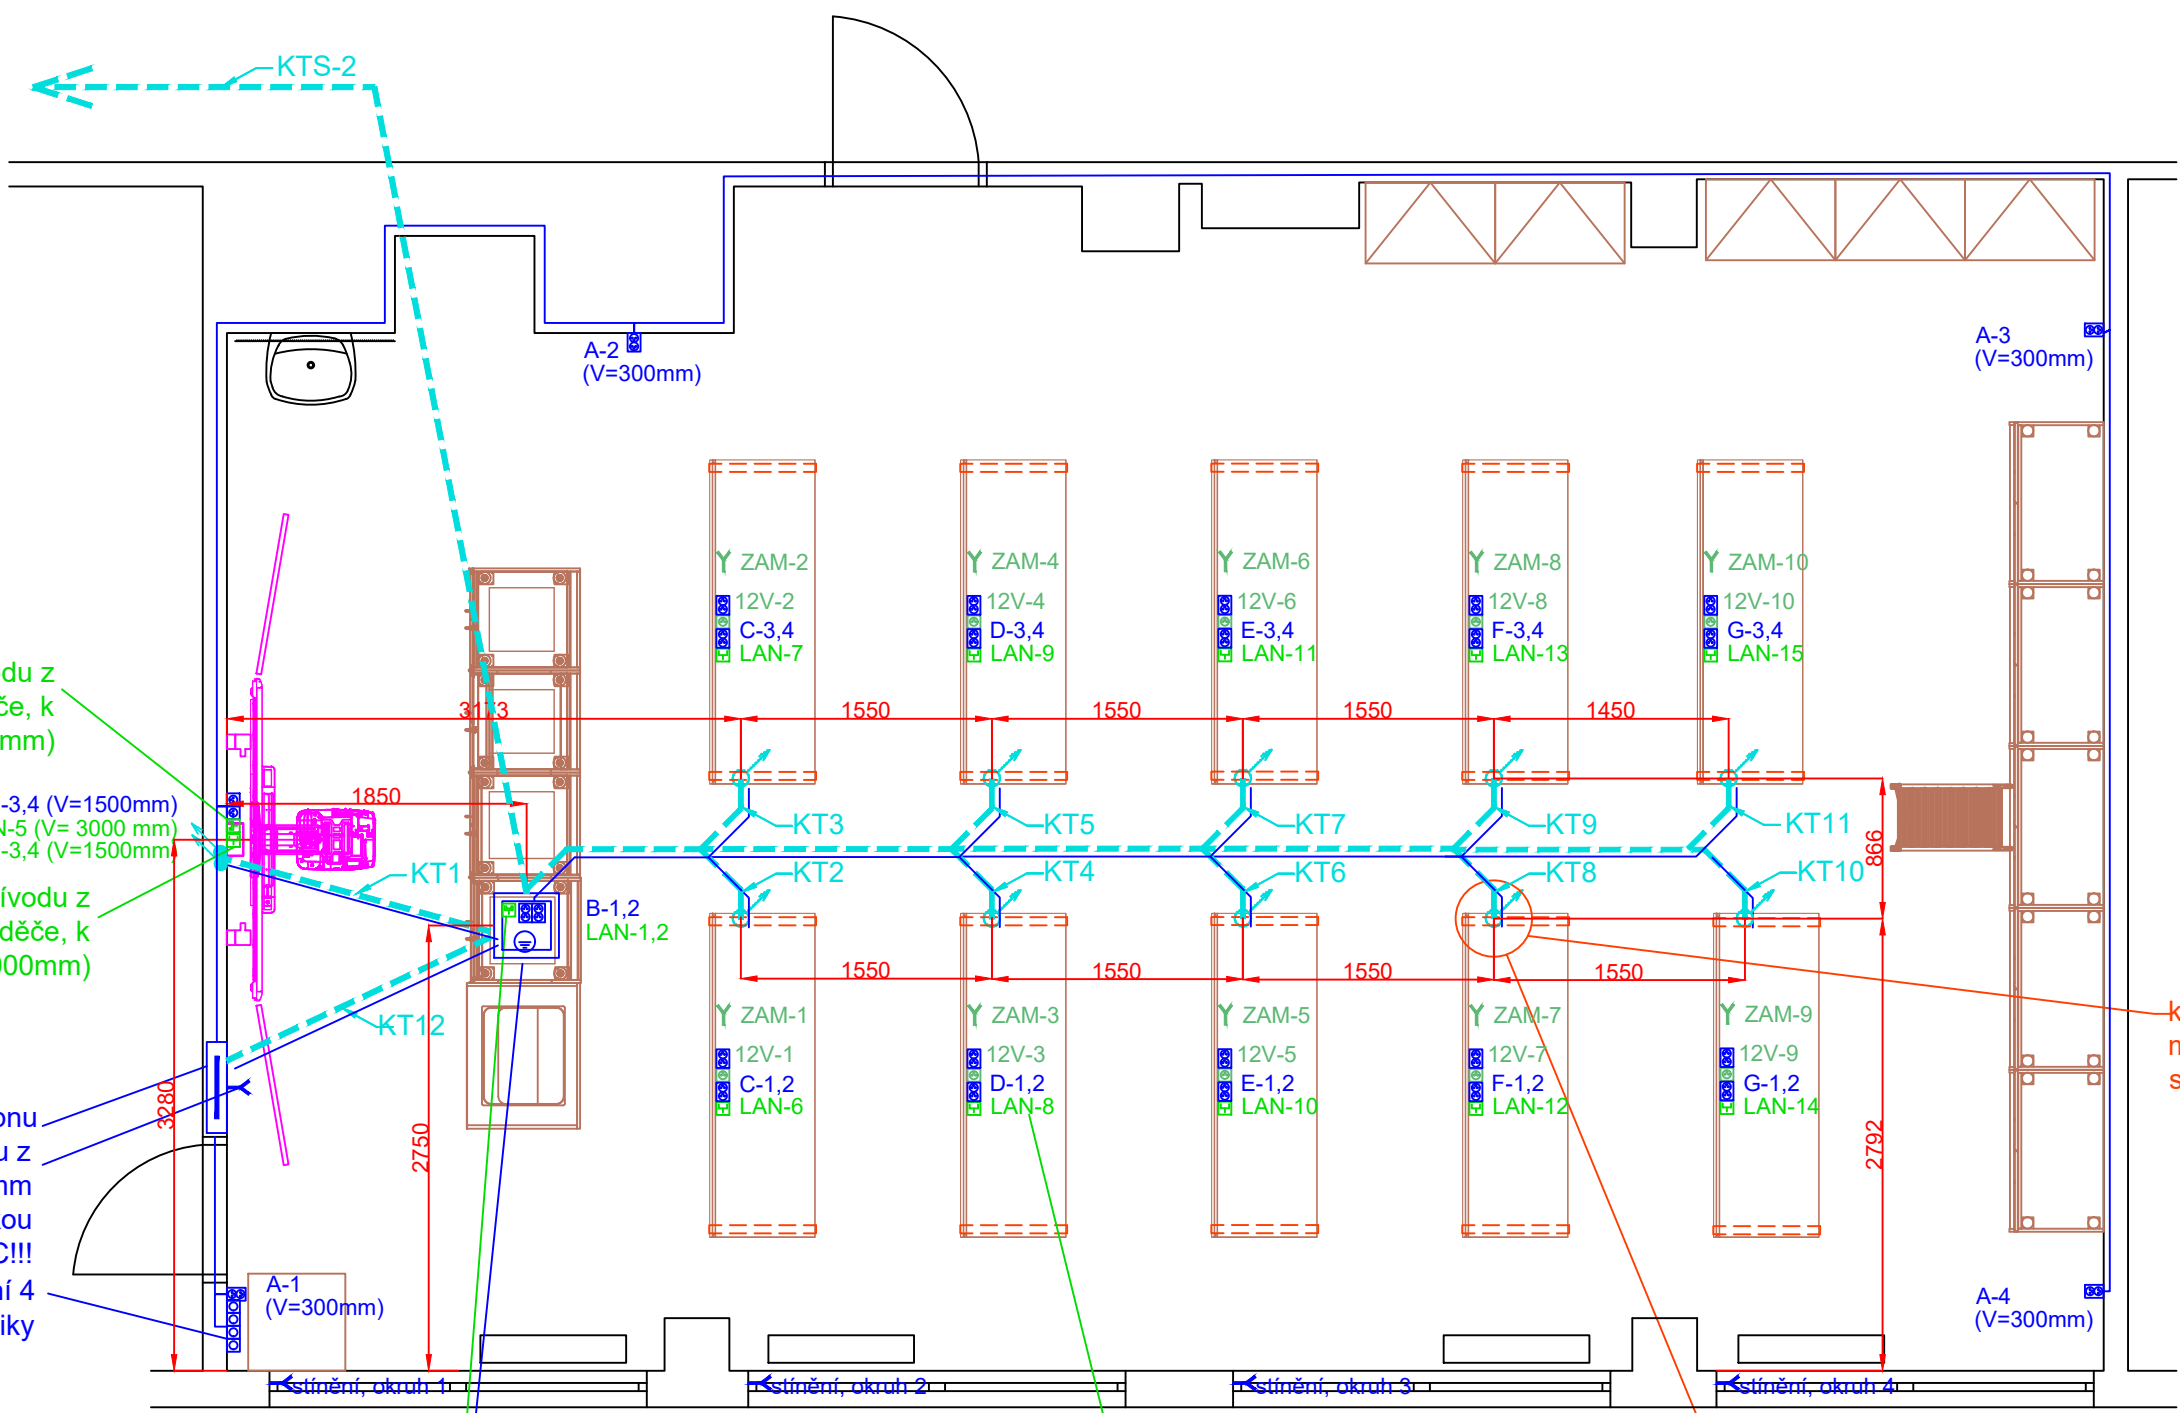 KTS-2
A-2
(V=300mm)
A-3
(V=300mm)
ZAM-2
12V-2
C-3,4
LAN-7
ZAM-4
12V-4
D-3,4
LAN-9
ZAM-6
12V-6
E-3,4
LAN-11
ZAM-8
12V-8
F-3,4
LAN-13
ZAM-10
12V-10
G-3,4
LAN-15
du z
če, k
mm)
3173
1550
1550
1550
1450
-3,4 (V=1500mm)
N-5 (V= 3000 mm)
-3,4 (V=1500mm)
1850
KT3
KT5
KT7
KT9
KT11
866
KT1
KT2
KT4
KT6
KT8
KT10
ívodu z
děče, k
000mm)
B-1,2
LAN-1,2
1550
1550
1550
1550
KT12
ZAM-1
12V-1
C-1,2
LAN-6
ZAM-3
12V-3
D-1,2
LAN-8
ZAM-5
12V-5
E-1,2
LAN-10
ZAM-7
12V-7
F-1,2
LAN-12
ZAM-9
12V-9
G-1,2
LAN-14
k
n
s
3280
2750
2792
onu
u z
mm
kou
C!!!
ní 4
iky
A-1
(V=300mm)
A-4
(V=300mm)
stínění, okruh 1
stínění, okruh 2
stínění, okruh 3
stínění, okruh 4